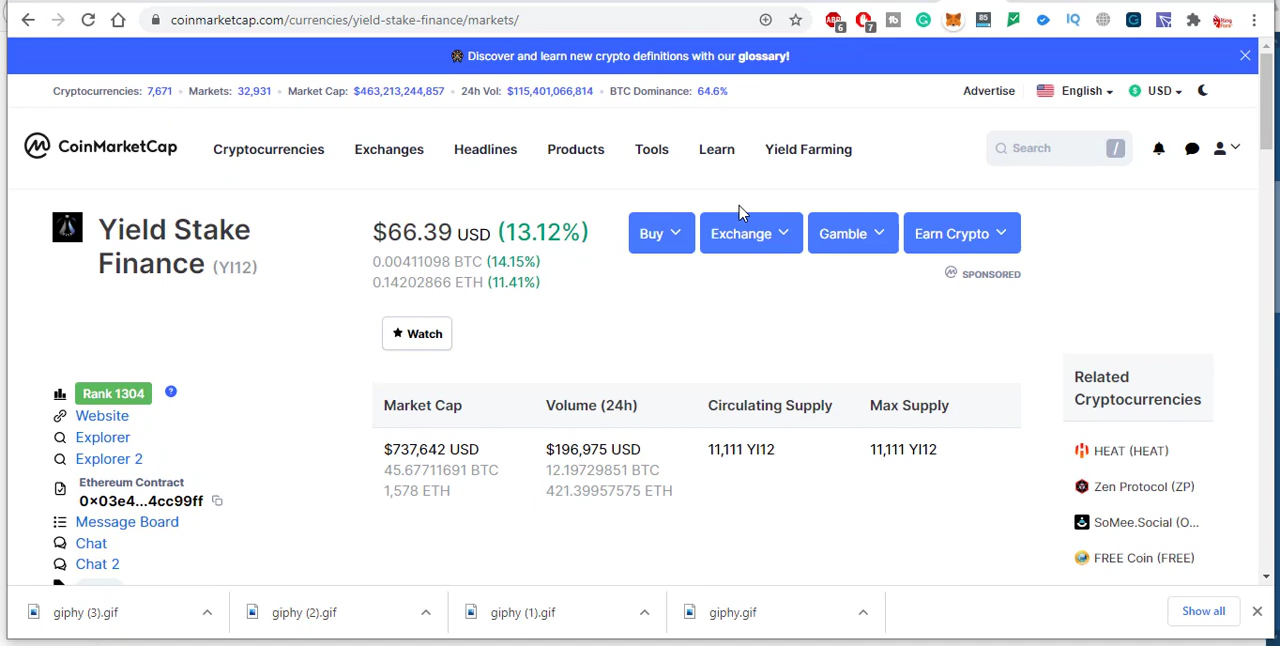 coinmarketcap.com/currencies/yield-stake-finance/markets/
6
7
85
IQ
Discover and learn new crypto definitions with our glossary!
Cryptocurrencies: 7,671 • Markets: 32,931 • Market Cap: $463,213,244,857 • 24h Vol: $115,401,066,814 • BTC Dominance: 64.6%
Advertise English USD
CoinMarketCap Cryptocurrencies Exchanges Headlines Products Tools Learn Yield Farming Search /
Yield Stake Finance (YI12)
$66.39 USD (13.12%)
0.00411098 BTC (14.15%)
0.14202866 ETH (11.41%)
Buy Exchange Gamble Earn Crypto
SPONSORED
Watch
Rank 1304 ?
Website
Explorer
Explorer 2
Ethereum Contract
0x03e4...4cc99ff
Message Board
Chat
Chat 2
Market Cap Volume (24h) Circulating Supply Max Supply
$737,642 USD $196,975 USD 11,111 YI12 11,111 YI12
45.67711691 BTC 12.19729851 BTC
1,578 ETH 421.39957575 ETH
Related Cryptocurrencies
HEAT (HEAT)
Zen Protocol (ZP)
SoMee.Social (O...
FREE Coin (FREE)
giphy (3).gif giphy (2).gif giphy (1).gif giphy.gif Show all